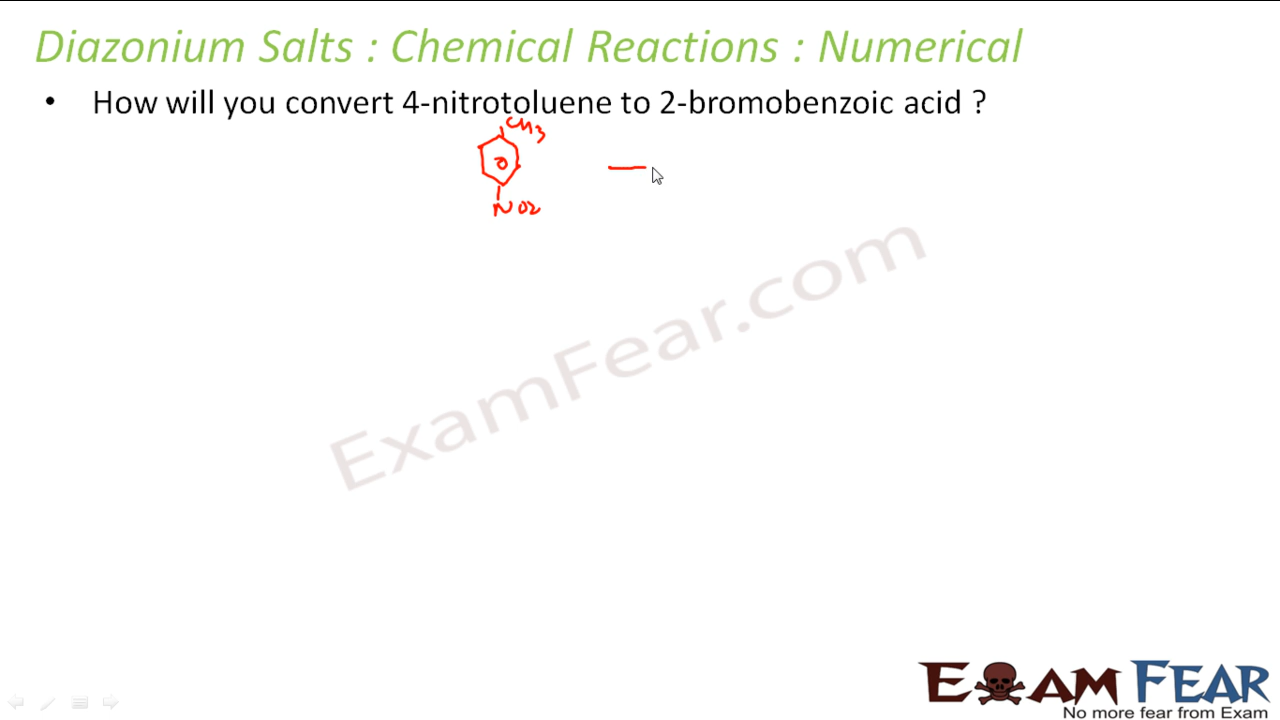 Diazonium Salts : Chemical Reactions : Numerical
• How will you convert 4-nitrotoluene to 2-bromobenzoic acid ?
CH3
NO2
ExamFear.com
EXAM FEAR
No more fear from Exam